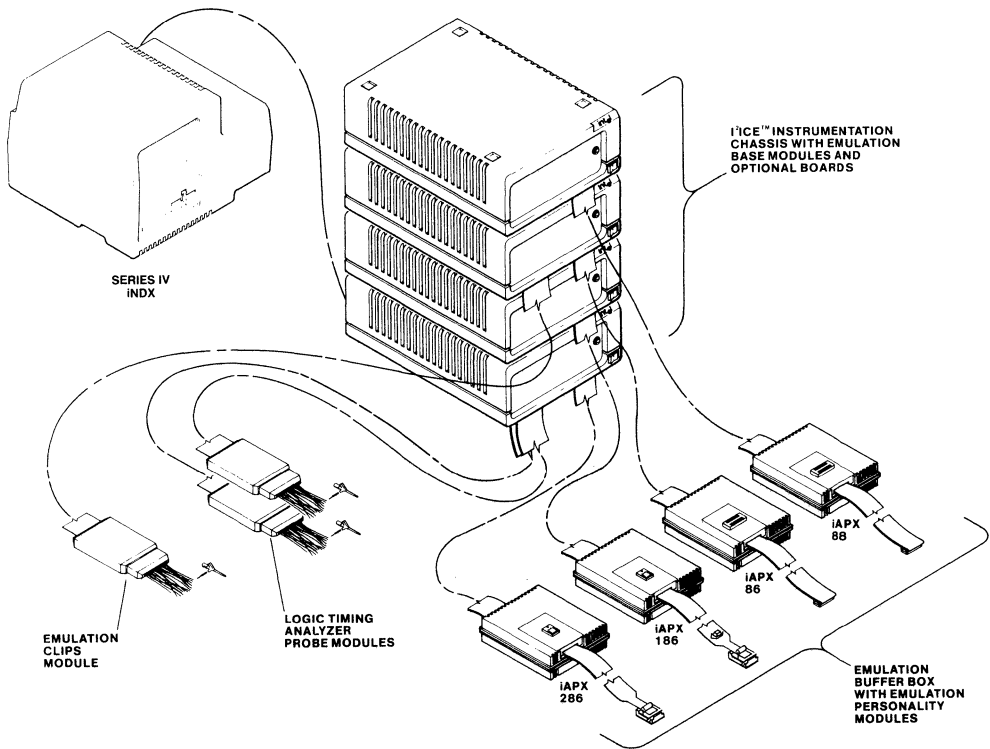 I²ICE™ INSTRUMENTATION
CHASSIS WITH EMULATION
BASE MODULES AND
OPTIONAL BOARDS
SERIES IV
iNDX
iAPX
88
iAPX
86
iAPX
186
iAPX
286
EMULATION
CLIPS
MODULE
LOGIC TIMING
ANALYZER
PROBE MODULES
EMULATION
BUFFER BOX
WITH EMULATION
PERSONALITY
MODULES